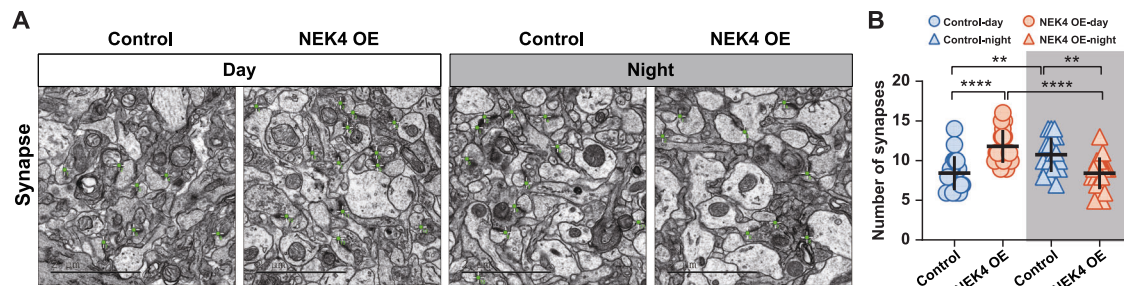 A
Control
NEK4 OE
Control
NEK4 OE
Day
Night
Synapse
B
Control-day
NEK4 OE-day
Control-night
NEK4 OE-night
**
**
****
****
Number of synapses
20
15
10
5
0
Control
NEK4 OE
Control
NEK4 OE